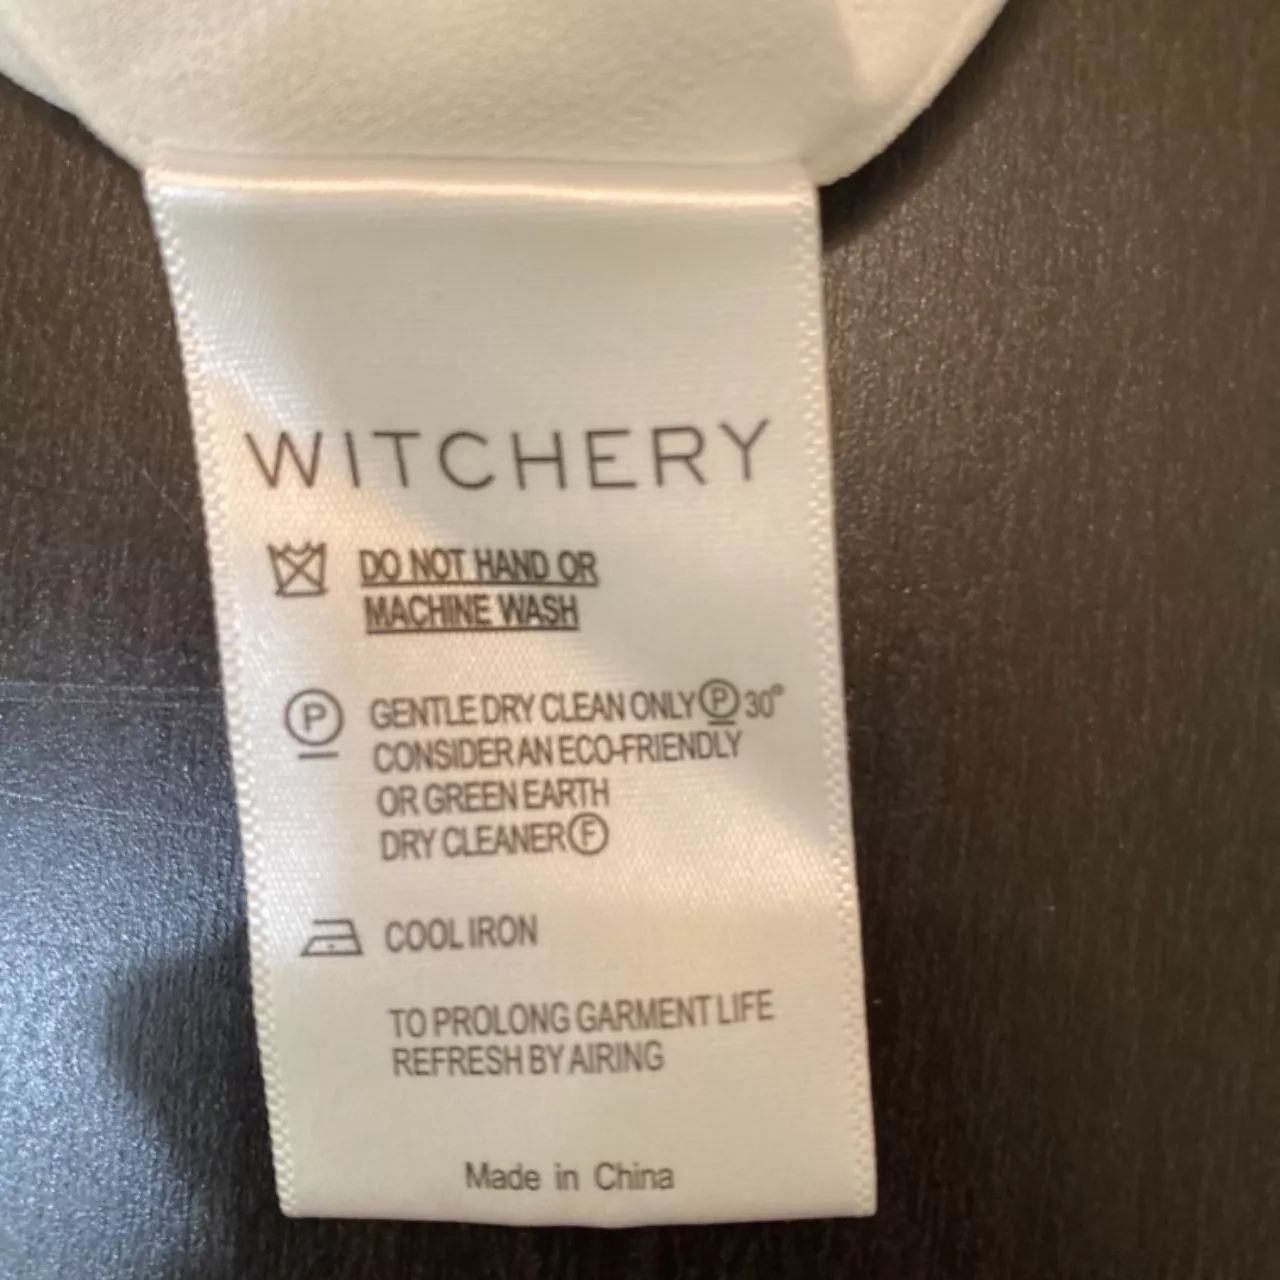 WITCHERY
DO NOT HAND OR
MACHINE WASH
P GENTLE DRY CLEAN ONLY P 30°
CONSIDER AN ECO-FRIENDLY
OR GREEN EARTH
DRY CLEANER F
COOL IRON
TO PROLONG GARMENT LIFE
REFRESH BY AIRING
Made in China